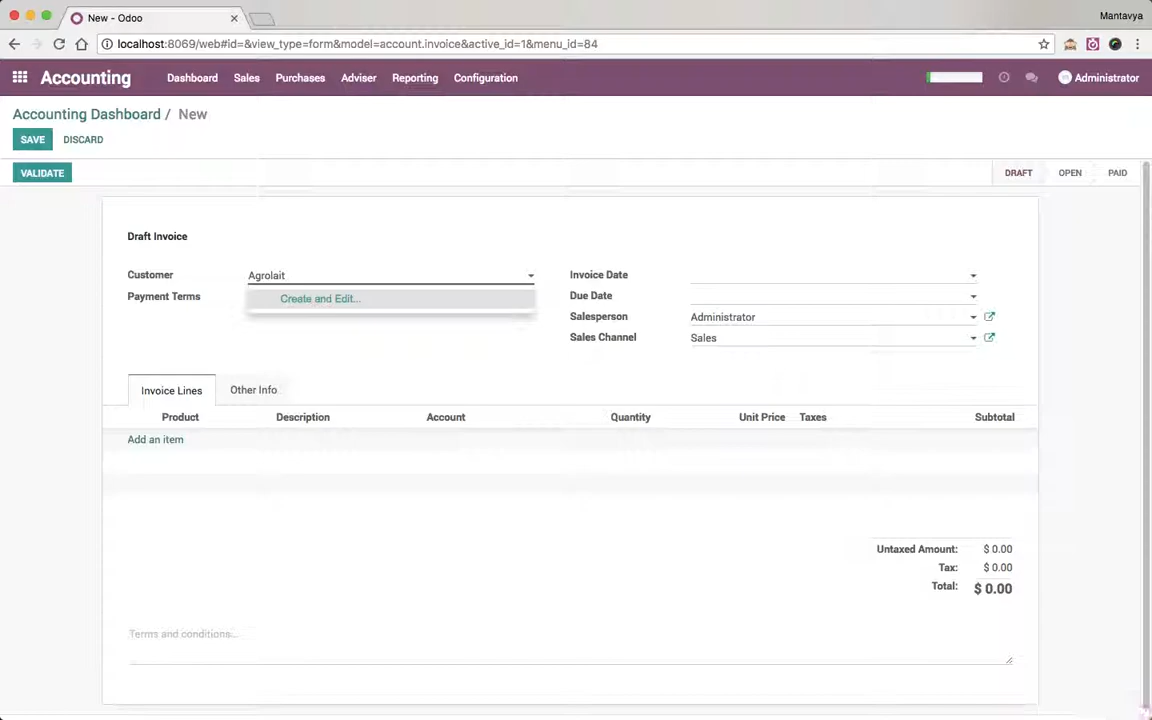 New - Odoo
Mantavya
localhost:8069/web#id=&view_type=form&model=account.invoice&active_id=1&menu_id=84
Accounting Dashboard Sales Purchases Adviser Reporting Configuration Administrator
Accounting Dashboard / New
SAVE DISCARD
VALIDATE DRAFT OPEN PAID
Draft Invoice
Customer Agrolait Invoice Date
Payment Terms Create and Edit... Due Date
Salesperson Administrator
Sales Channel Sales
Invoice Lines Other Info
Product Description Account Quantity Unit Price Taxes Subtotal
Add an item
Untaxed Amount: $ 0.00
Tax: $ 0.00
Total: $ 0.00
Terms and conditions...